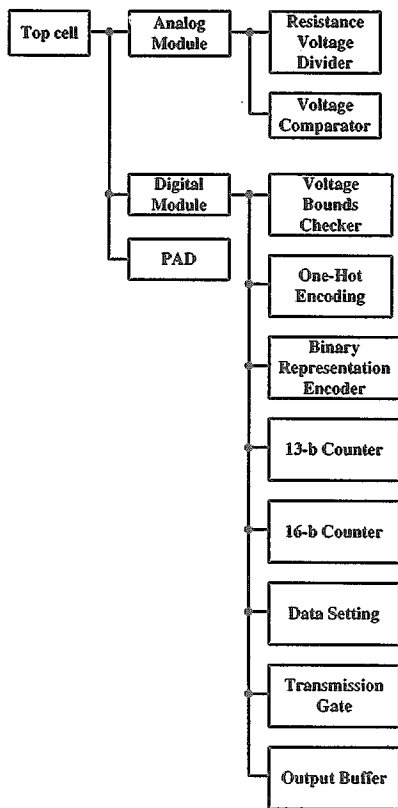 Top cell
Analog
Module
Resistance
Voltage
Divider
Voltage
Comparator
Digital
Module
Voltage
Bounds
Checker
PAD
One-Hot
Encoding
Binary
Representation
Encoder
13-b Counter
16-b Counter
Data Setting
Transmission
Gate
Output Buffer